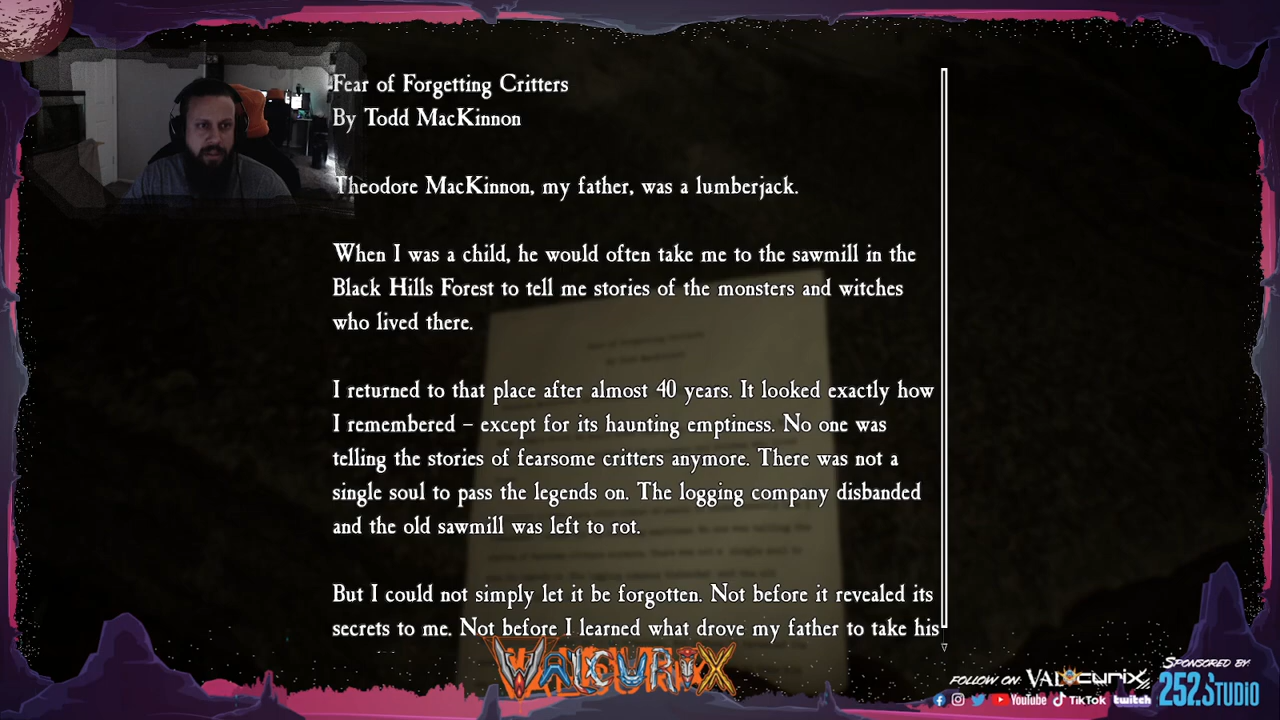 Fear of Forgetting Critters
By Todd MacKinnon
Theodore MacKinnon, my father, was a lumberjack.
When I was a child, he would often take me to the sawmill in the
Black Hills Forest to tell me stories of the monsters and witches
who lived there.
I returned to that place after almost 40 years. It looked exactly how
I remembered – except for its haunting emptiness. No one was
telling the stories of fearsome critters anymore. There was not a
single soul to pass the legends on. The logging company disbanded
and the old sawmill was left to rot.
But I could not simply let it be forgotten. Not before it revealed its
secrets to me. Not before I learned what drove my father to take his
VALCURIX
FOLLOW ON: VALCURIX
YouTube TikTok twitch
SPONSORED BY:
252.STUDIO